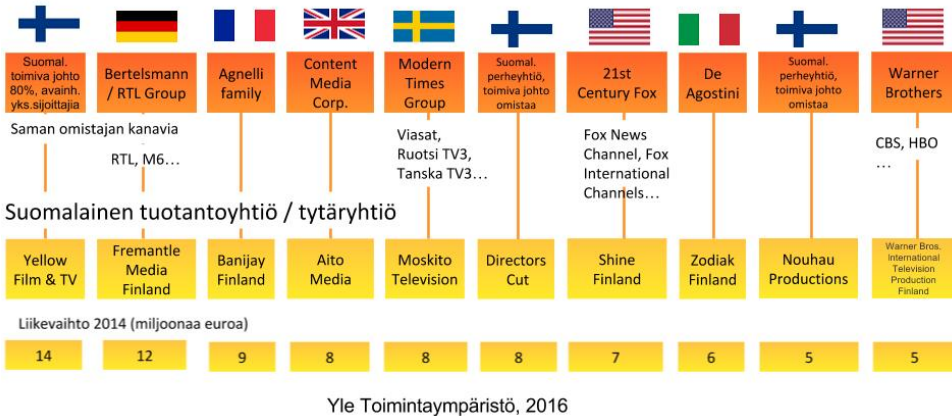 Suomal.
toimiva johto
80%, avainh.
yks.sijoittajia
Bertelsmann
/ RTL Group
Agnelli
family
Content
Media
Corp.
Modern
Times
Group
Suomal.
perheyhtiö,
toimiva johto
omistaa
21st
Century Fox
De
Agostini
Suomal.
perheyhtiö,
toimiva johto
omistaa
Warner
Brothers
Saman omistajan kanavia
RTL, M6...
Viasat,
Ruotsi TV3,
Tanska TV3...
Fox News
Channel, Fox
International
Channels...
CBS, HBO
...
Suomalainen tuotantoyhtiö / tytäryhtiö
Yellow
Film & TV
Fremantle
Media
Finland
Banijay
Finland
Aito
Media
Moskito
Television
Directors
Cut
Shine
Finland
Zodiak
Finland
Nouhau
Productions
Warner Bros.
International
Television
Production
Finland
Liikevaihto 2014 (miljoonaa euroa)
14 12 9 8 8 8 7 6 5 5
Yle Toimintaympäristö, 2016